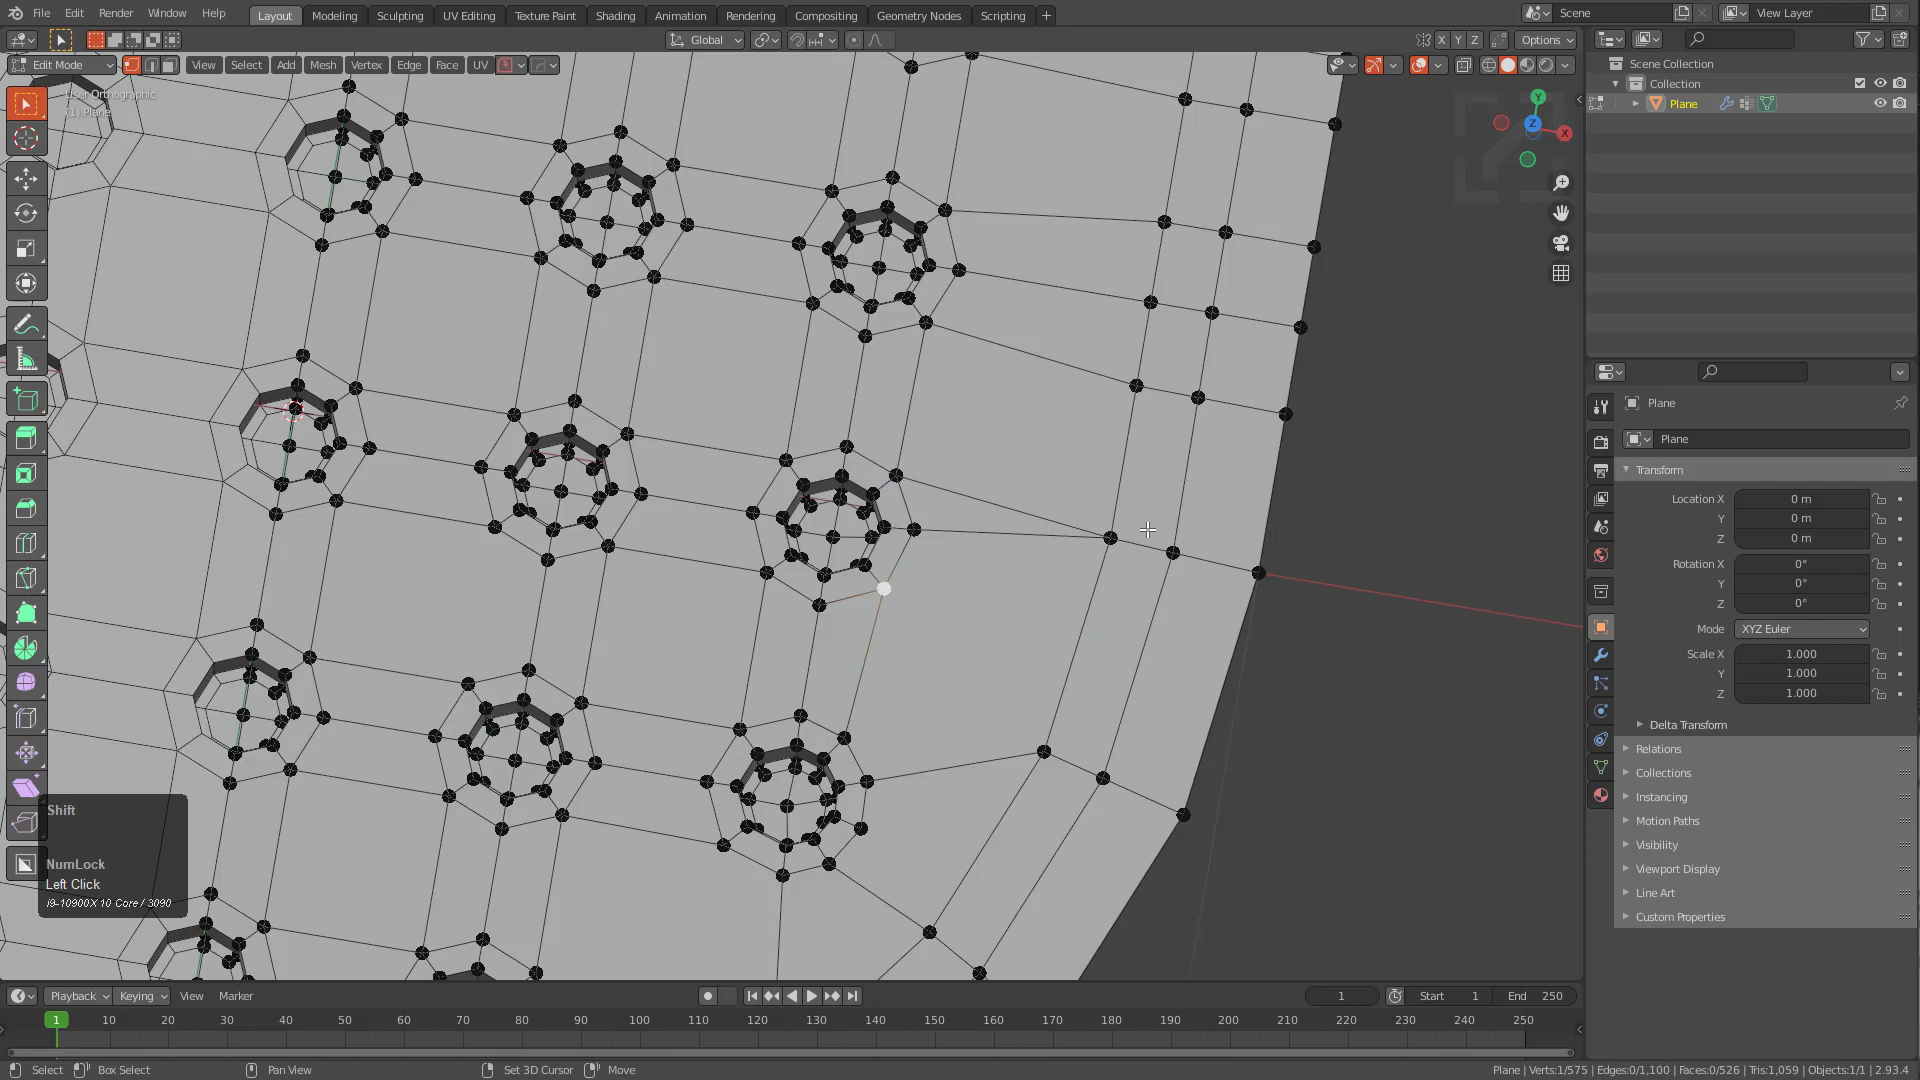 File Edit Render Window Help Layout Modeling Sculpting UV Editing Texture Paint Shading Animation Rendering Compositing Geometry Nodes Scripting + Scene View Layer
Global X Y Z Options
Edit Mode View Select Add Mesh Vertex Edge Face UV
User Orthographic
(1) Plane
Scene Collection
Collection
Plane
Y
Z
X
Plane
Plane
Transform
Location X 0 m
Y 0 m
Z 0 m
Rotation X 0°
Y 0°
Z 0°
Mode XYZ Euler
Scale X 1.000
Y 1.000
Z 1.000
Delta Transform
Relations
Collections
Instancing
Motion Paths
Visibility
Viewport Display
Line Art
Custom Properties
Shift
NumLock
Left Click
i9-10900X 10 Core / 3090
Playback Keying View Marker 1 Start 1 End 250
1 10 20 30 40 50 60 70 80 90 100 110 120 130 140 150 160 170 180 190 200 210 220 230 240 250
Select Box Select Pan View Set 3D Cursor Move Plane | Verts:1/575 | Edges:0/1,100 | Faces:0/526 | Tris:1,059 | Objects:1/1 | 2.93.4